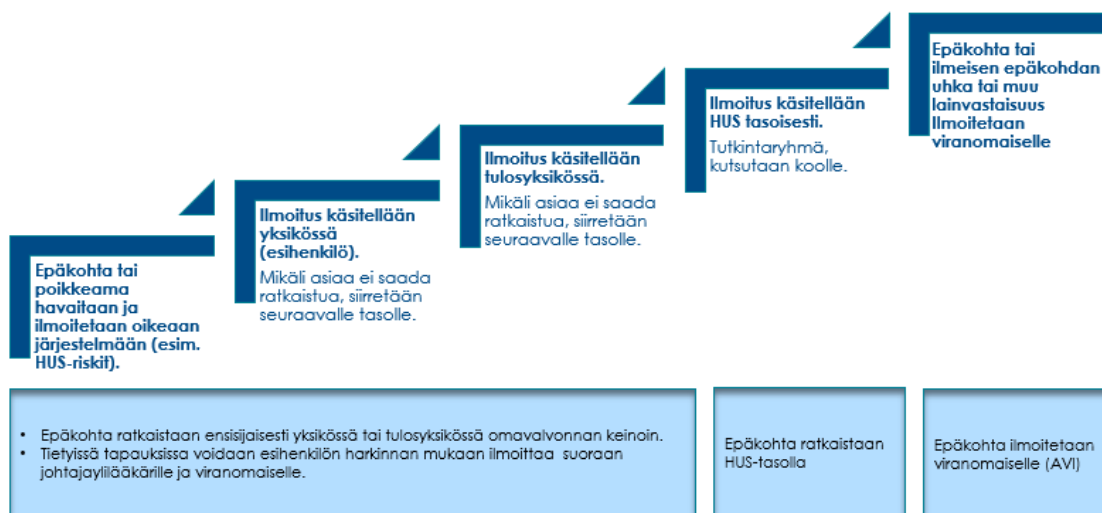 Epäkohta tai
poikkeama
havaitaan ja
ilmoitetaan oikeaan
järjestelmään (esim.
HUS-riskit).
Ilmoitus käsitellään
yksikössä
(esihenkilö).
Mikäli asiaa ei saada
ratkaistua, siirretään
seuraavalle tasolle.
Ilmoitus käsitellään
tulosyksikössä.
Mikäli asiaa ei saada
ratkaistua, siirretään
seuraavalle tasolle.
Ilmoitus käsitellään
HUS tasoisesti.
Tutkintaryhmä,
kutsutaan koolle.
Epäkohta tai
ilmeisen epäkohdan
uhka tai muu
lainvastaisuus
Ilmoitetaan
viranomaiselle
• Epäkohta ratkaistaan ensisijaisesti yksikössä tai tulosyksikössä omavalvonnan keinoin.
• Tietyissä tapauksissa voidaan esihenkilön harkinnan mukaan ilmoittaa suoraan
johtajaylilääkärille ja viranomaiselle.
Epäkohta ratkaistaan
HUS-tasolla
Epäkohta ilmoitetaan
viranomaiselle (AVI)